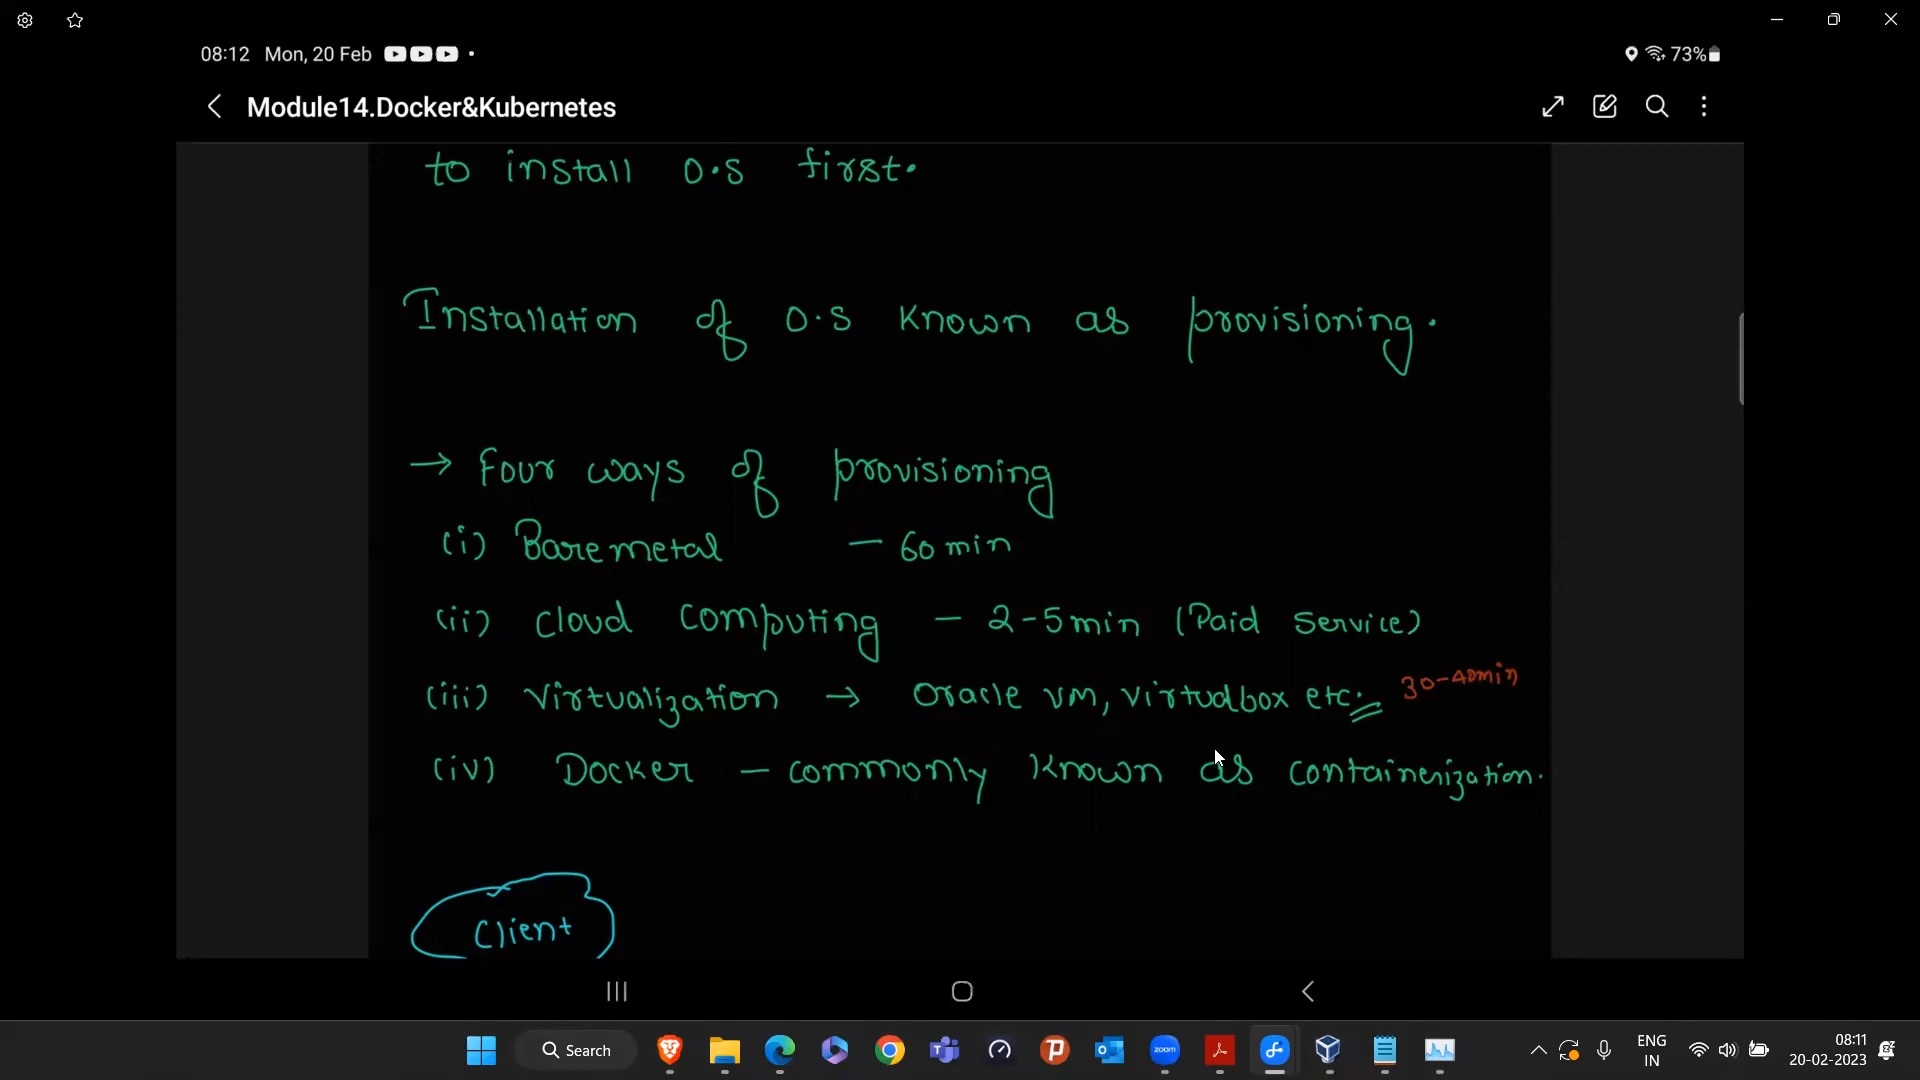 08:12 Mon, 20 Feb
73%
Module14.Docker&Kubernetes
to install O.S first.
Installation of O.S known as provisioning.
→ Four ways of provisioning
(i) Baremetal – 60 min
(ii) Cloud Computing – 2-5min (Paid Service)
(iii) Virtualization → Oracle VM, virtualbox etc. 30-40min
(iv) Docker – commonly known as containerization.
Client
Search
zoom
ENG
IN
08:11
20-02-2023